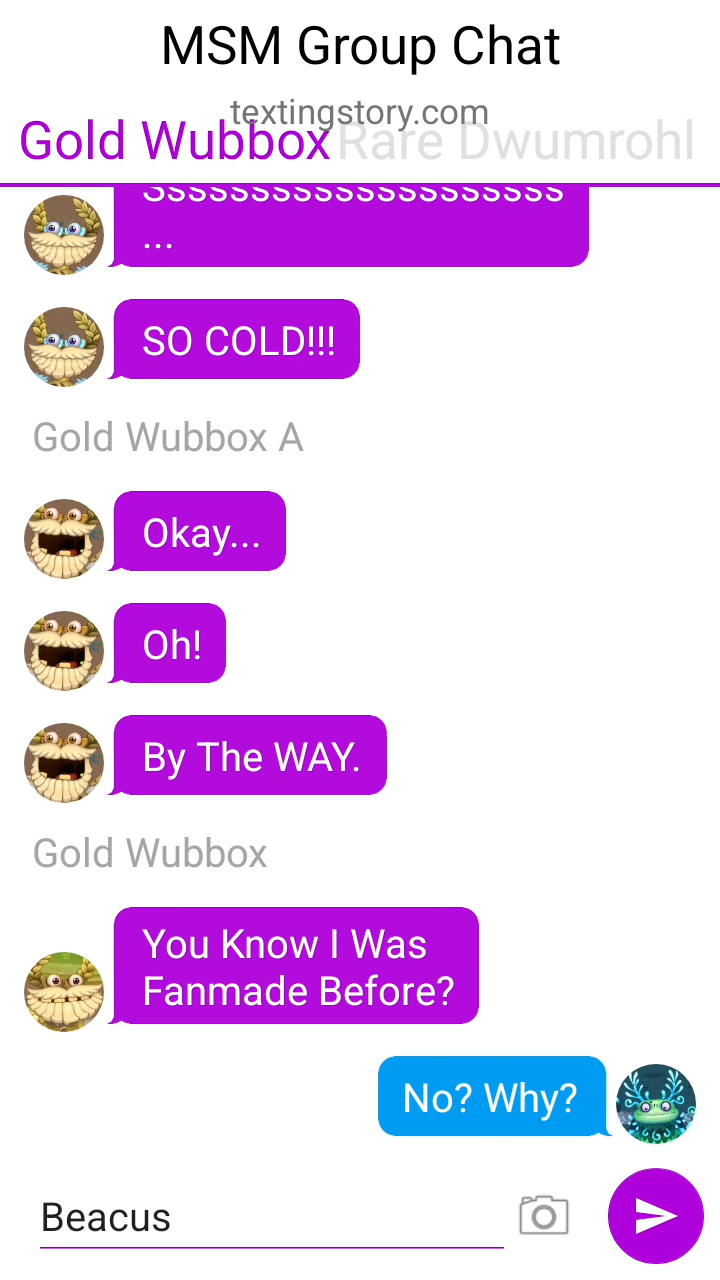 MSM Group Chat
textingstory.com
Gold Wubbox Rare Dwumrohl
Sssssssssssssssssssss
...
SO COLD!!!
Gold Wubbox A
Okay...
Oh!
By The WAY.
Gold Wubbox
You Know I Was
Fanmade Before?
No? Why?
Beacus